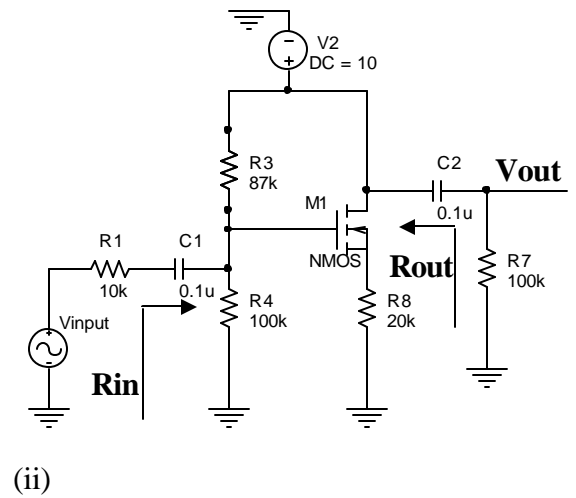 V2
DC = 10
R3
87k
C2
Vout
M1
0.1u
R1
C1
NMOS
Rout
R7
100k
10k
0.1u
R4
100k
R8
20k
Vinput
Rin
(ii)